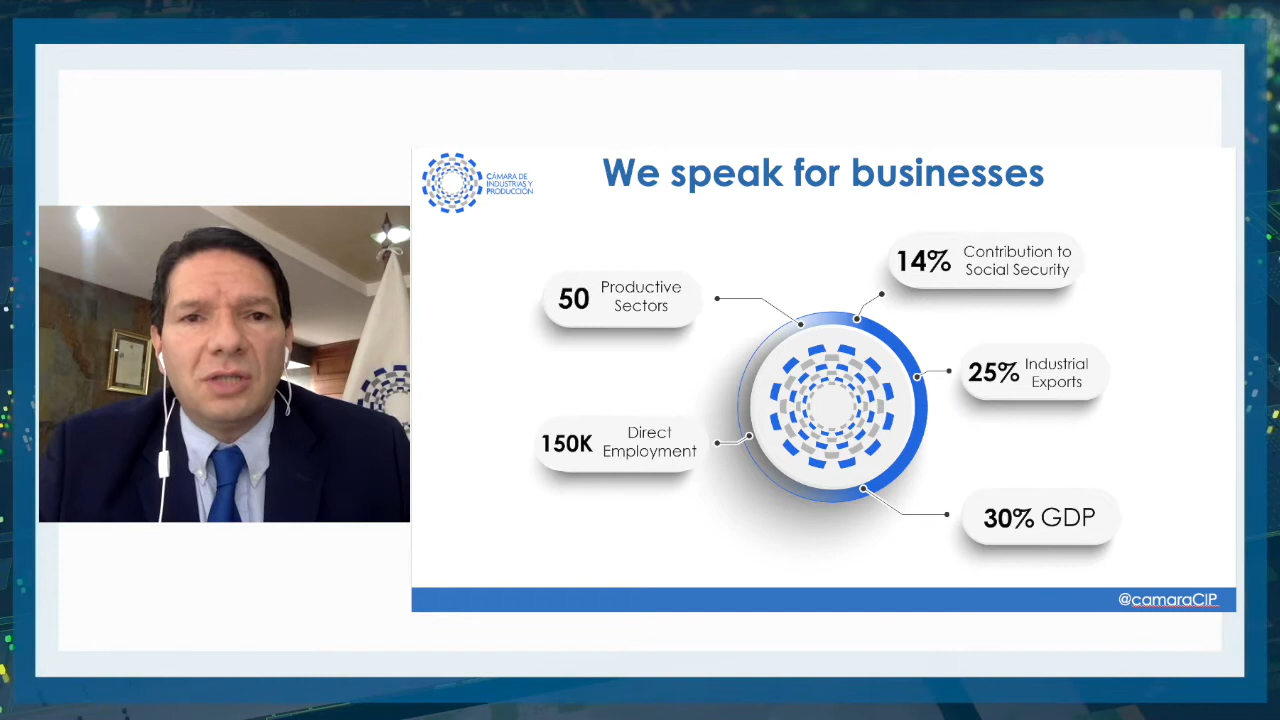 CÁMARA DE
INDUSTRIAS Y
PRODUCCIÓN
We speak for businesses
50 Productive
Sectors
150K Direct
Employment
14% Contribution to
Social Security
25% Industrial
Exports
30% GDP
@camaraCIP